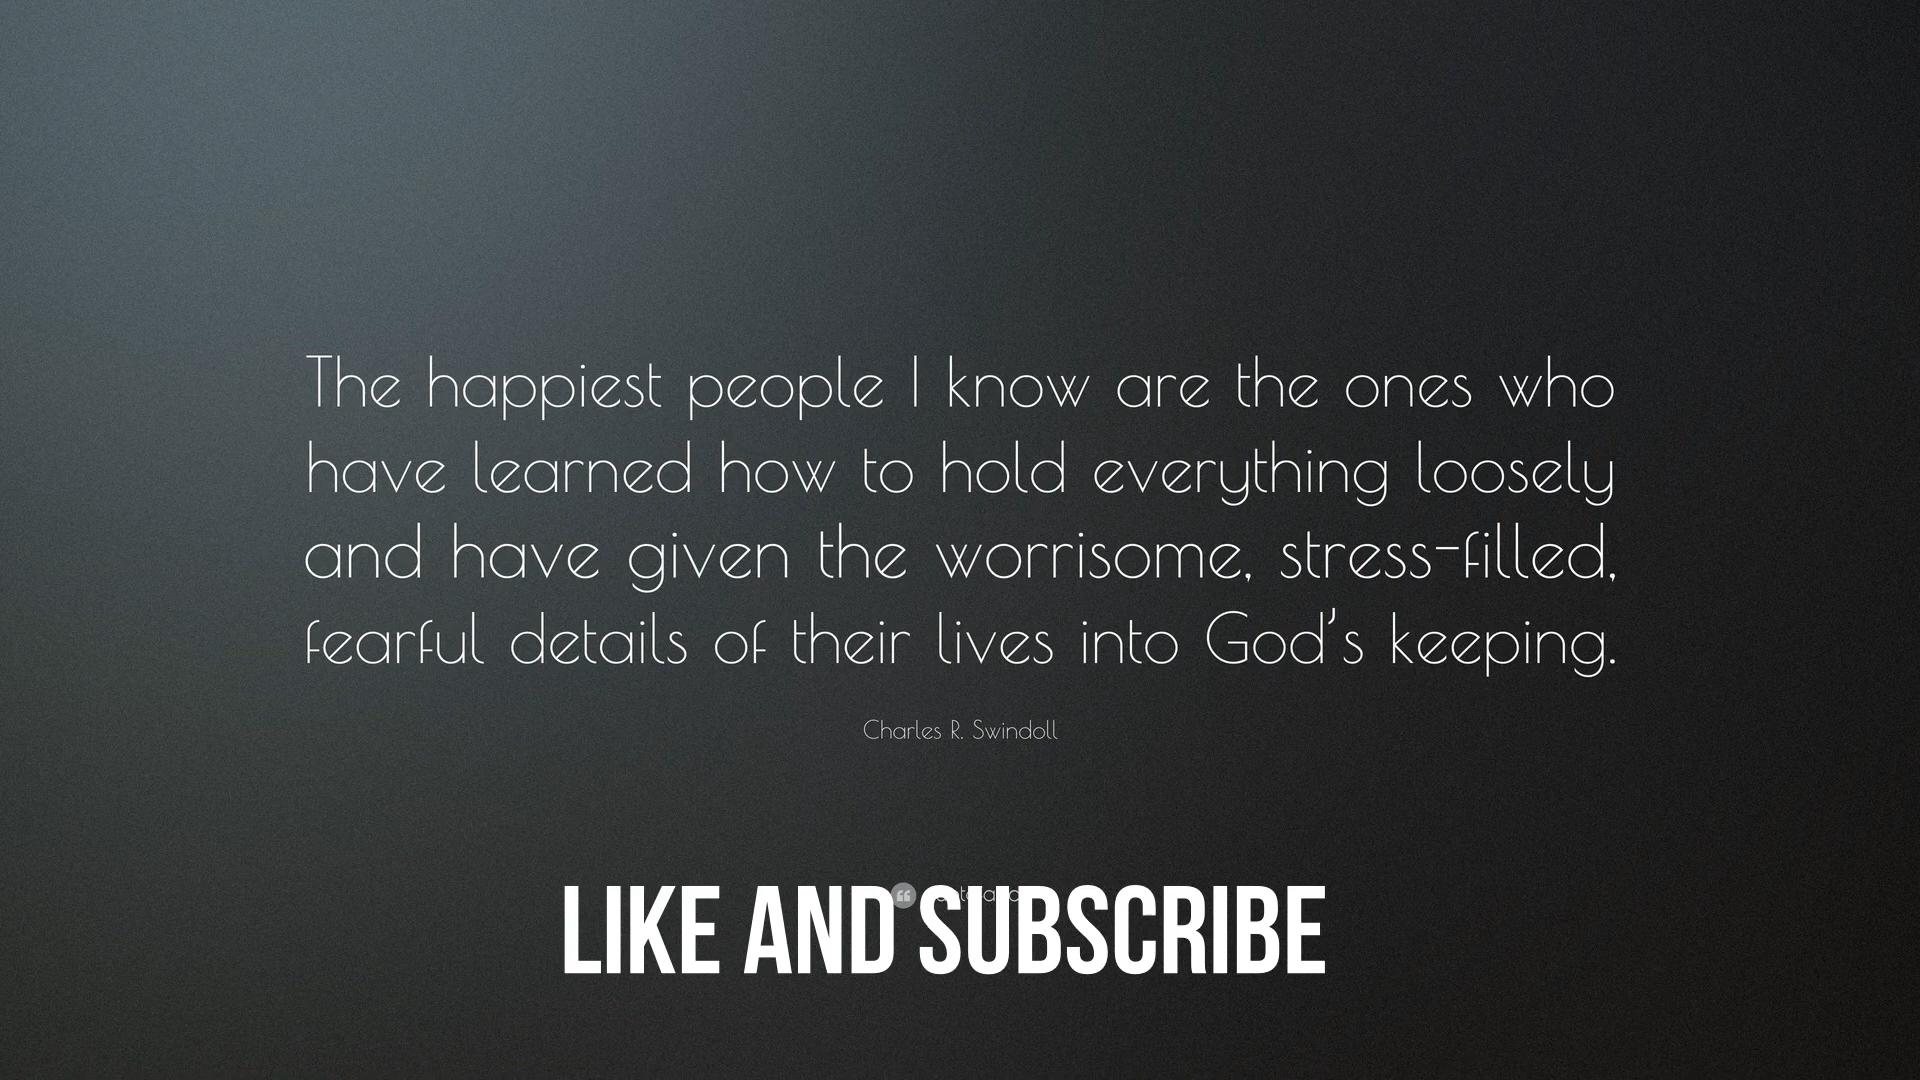 The happiest people I know are the ones who
have learned how to hold everything loosely
and have given the worrisome, stress-filled,
fearful details of their lives into God's keeping.
Charles R. Swindoll
LIKE AND SUBSCRIBE